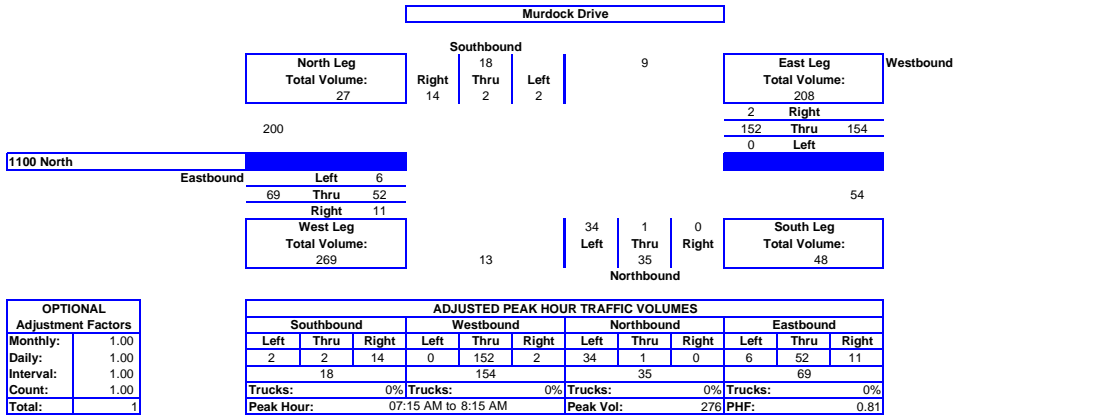 Murdock Drive
Southbound
North Leg 18 9 East Leg Westbound
Total Volume: Right Thru Left Total Volume:
27 14 2 2 208
2 Right
200 152 Thru 154
0 Left
1100 North
Eastbound Left 6
69 Thru 52 54
Right 11
West Leg 34 1 0 South Leg
Total Volume: Left Thru Right Total Volume:
269 13 35 48
Northbound
OPTIONAL ADJUSTED PEAK HOUR TRAFFIC VOLUMES
Adjustment Factors Southbound Westbound Northbound Eastbound
Monthly: 1.00 Left Thru Right Left Thru Right Left Thru Right Left Thru Right
Daily: 1.00 2 2 14 0 152 2 34 1 0 6 52 11
Interval: 1.00 18 154 35 69
Count: 1.00 Trucks: 0% Trucks: 0% Trucks: 0% Trucks: 0%
Total: 1 Peak Hour: 07:15 AM to 8:15 AM Peak Vol: 276 PHF: 0.81